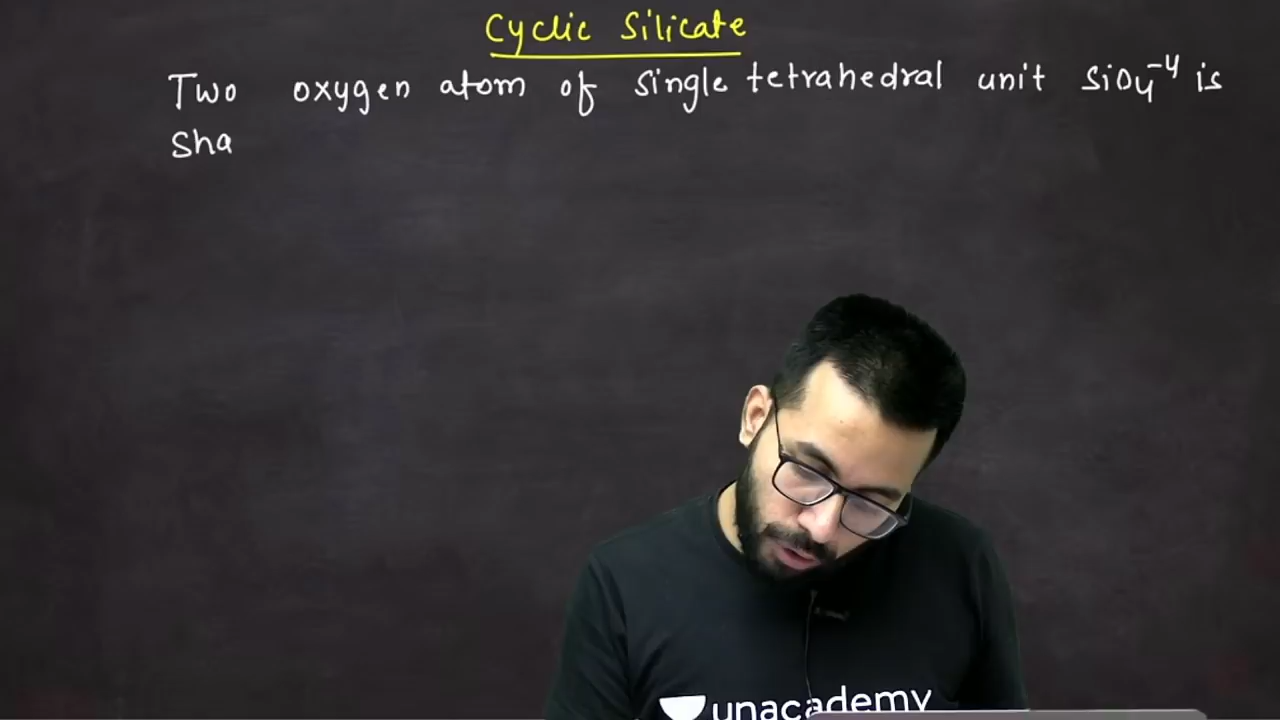 Cyclic Silicate
Two oxygen atom of single tetrahedral unit SiO₄⁻⁴ is
Sha
unacademy